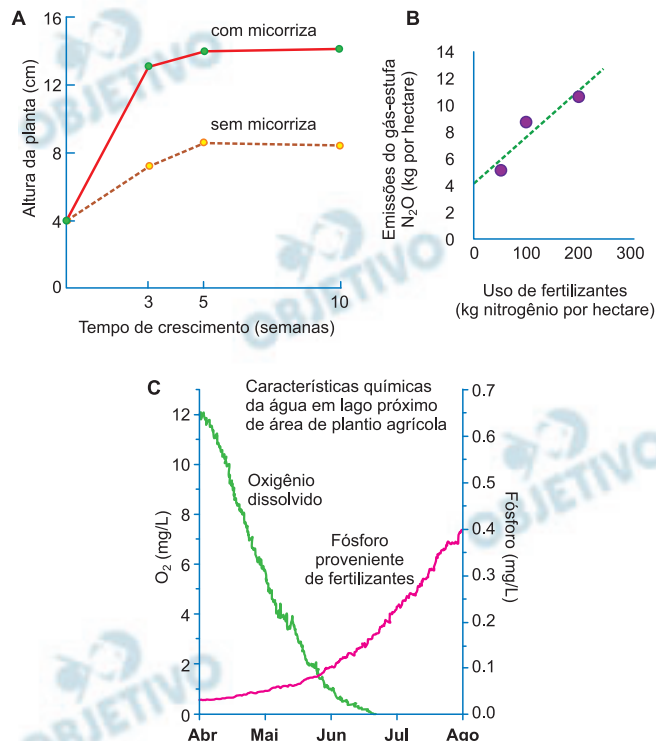 A
16
12
8
4
0
Altura da planta (cm)
com micorriza
sem micorriza
3
5
10
Tempo de crescimento (semanas)
B
Emissões do gás-estufa
N₂O (kg por hectare)
14
12
10
8
6
4
2
0
0
100
200
300
Uso de fertilizantes
(kg nitrogênio por hectare)
C
Características químicas
da água em lago próximo
de área de plantio agrícola
Oxigênio
dissolvido
Fósforo
proveniente
de fertilizantes
O₂ (mg/L)
12
10
8
6
4
2
0
Fósforo (mg/L)
0.7
0.6
0.5
0.4
0.3
0.2
0.1
0.0
Abr
Mai
Jun
Jul
Ago
OBJETIVO
OBJETIVO
OBJETIVO
OBJETIVO